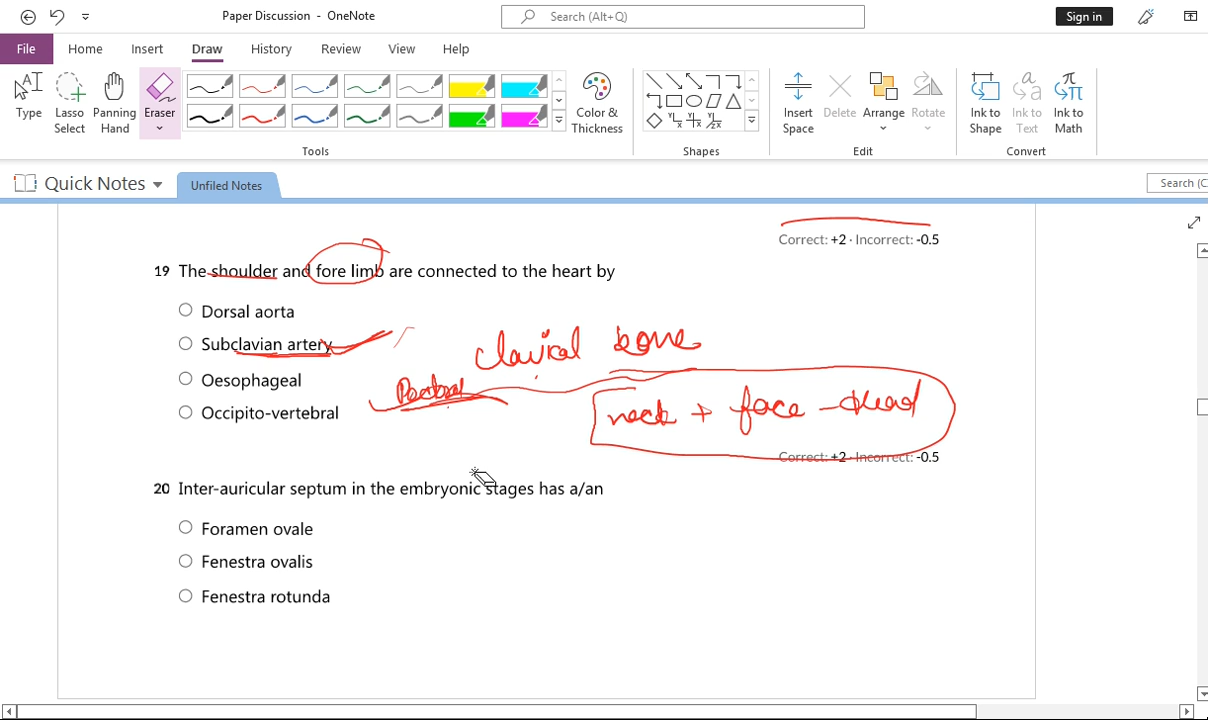 Paper Discussion - OneNote
Search (Alt+Q)
Sign in
File Home Insert Draw History Review View Help
Type
Lasso Select
Panning Hand
Eraser
Color & Thickness
Insert Space
Delete
Arrange
Rotate
Ink to Shape
Ink to Text
Ink to Math
Tools
Shapes
Edit
Convert
Quick Notes
Unfiled Notes
Search (C
Correct: +2 · Incorrect: -0.5
19 The shoulder and fore limb are connected to the heart by
Dorsal aorta
Subclavian artery
clavical bone
Oesophageal
neck + face -
Occipito-vertebral
Correct: +2 · Incorrect: -0.5
20 Inter-auricular septum in the embryonic stages has a/an
Foramen ovale
Fenestra ovalis
Fenestra rotunda